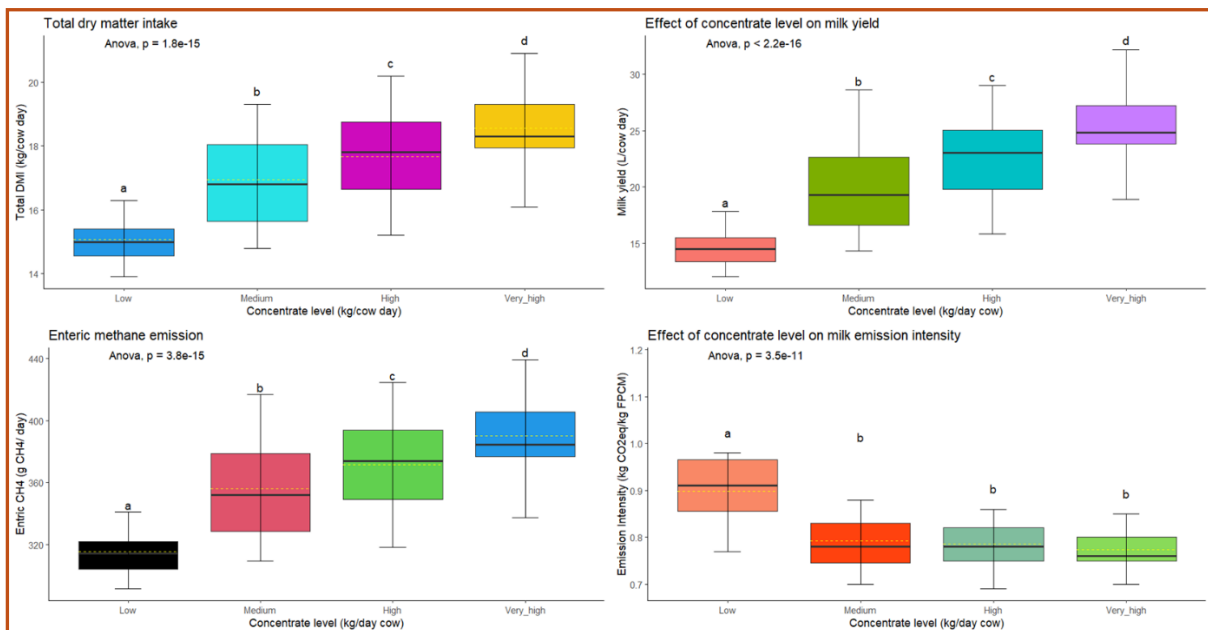 Total dry matter intake
Anova, p = 1.8e-15
a
b
c
d
20
18
16
14
Total DMI (kg/cow day)
Low
Medium
High
Very_high
Concentrate level (kg/cow day)
Effect of concentrate level on milk yield
Anova, p < 2.2e-16
a
b
c
d
30
25
20
15
Milk yield (L/cow day)
Low
Medium
High
Very_high
Concentrate level (kg/day cow)
Enteric methane emission
Anova, p = 3.8e-15
a
b
c
d
440
400
360
320
Entric CH4 (g CH4/ day)
Low
Medium
High
Very_high
Concentrate level (kg/day cow)
Effect of concentrate level on milk emission intensity
Anova, p = 3.5e-11
a
b
b
b
1.2
1.1
1.0
0.9
0.8
0.7
Emission Intensity (kg CO2eq/kg FPCM)
Low
Medium
High
Very_high
Concentrate level (kg/day cow)